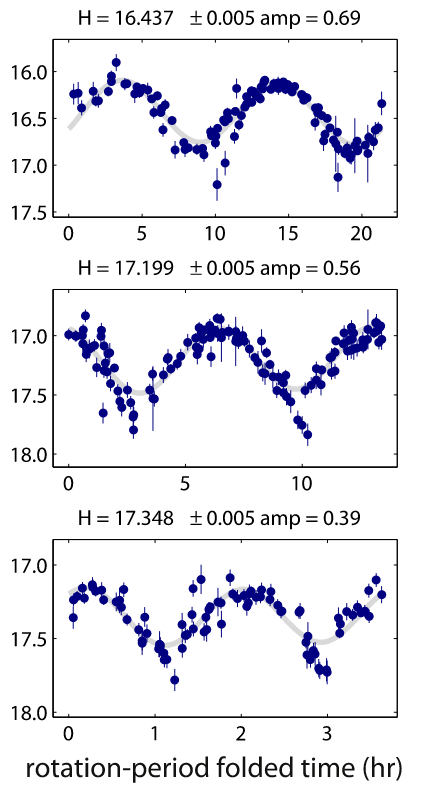 H = 16.437 ± 0.005 amp = 0.69
16.0
16.5
17.0
17.5
0 5 10 15 20
H = 17.199 ± 0.005 amp = 0.56
17.0
17.5
18.0
0 5 10
H = 17.348 ± 0.005 amp = 0.39
17.0
17.5
18.0
0 1 2 3
rotation-period folded time (hr)